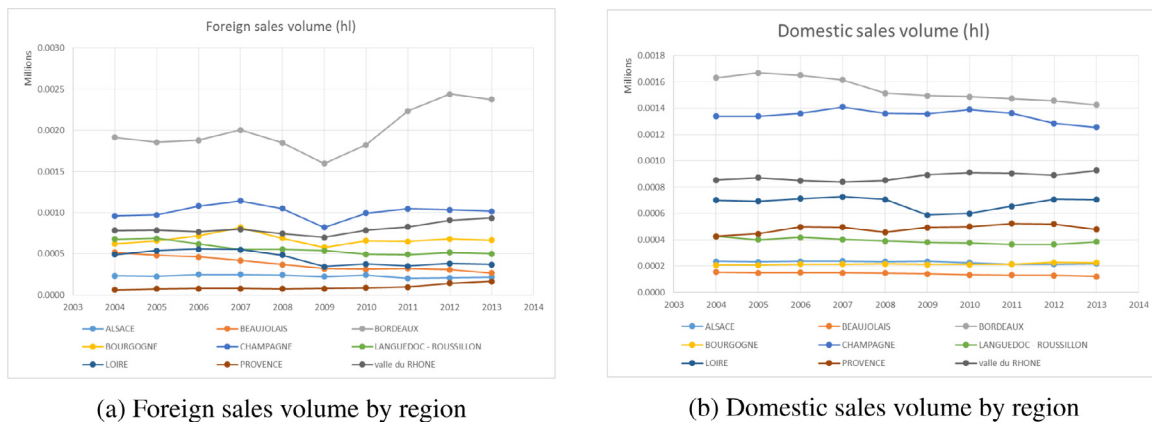 Foreign sales volume (hl)
Millions
0.0030
0.0025
0.0020
0.0015
0.0010
0.0005
0.0000
2003 2004 2005 2006 2007 2008 2009 2010 2011 2012 2013 2014
ALSACE BEAUJOLAIS BORDEAUX
BOURGOGNE CHAMPAGNE LANGUEDOC - ROUSSILLON
LOIRE PROVENCE valle du RHONE
(a) Foreign sales volume by region
Domestic sales volume (hl)
Millions
0.0018
0.0016
0.0014
0.0012
0.0010
0.0008
0.0006
0.0004
0.0002
0.0000
2003 2004 2005 2006 2007 2008 2009 2010 2011 2012 2013 2014
ALSACE BEAUJOLAIS BORDEAUX
BOURGOGNE CHAMPAGNE LANGUEDOC - ROUSSILLON
LOIRE PROVENCE valle du RHONE
(b) Domestic sales volume by region